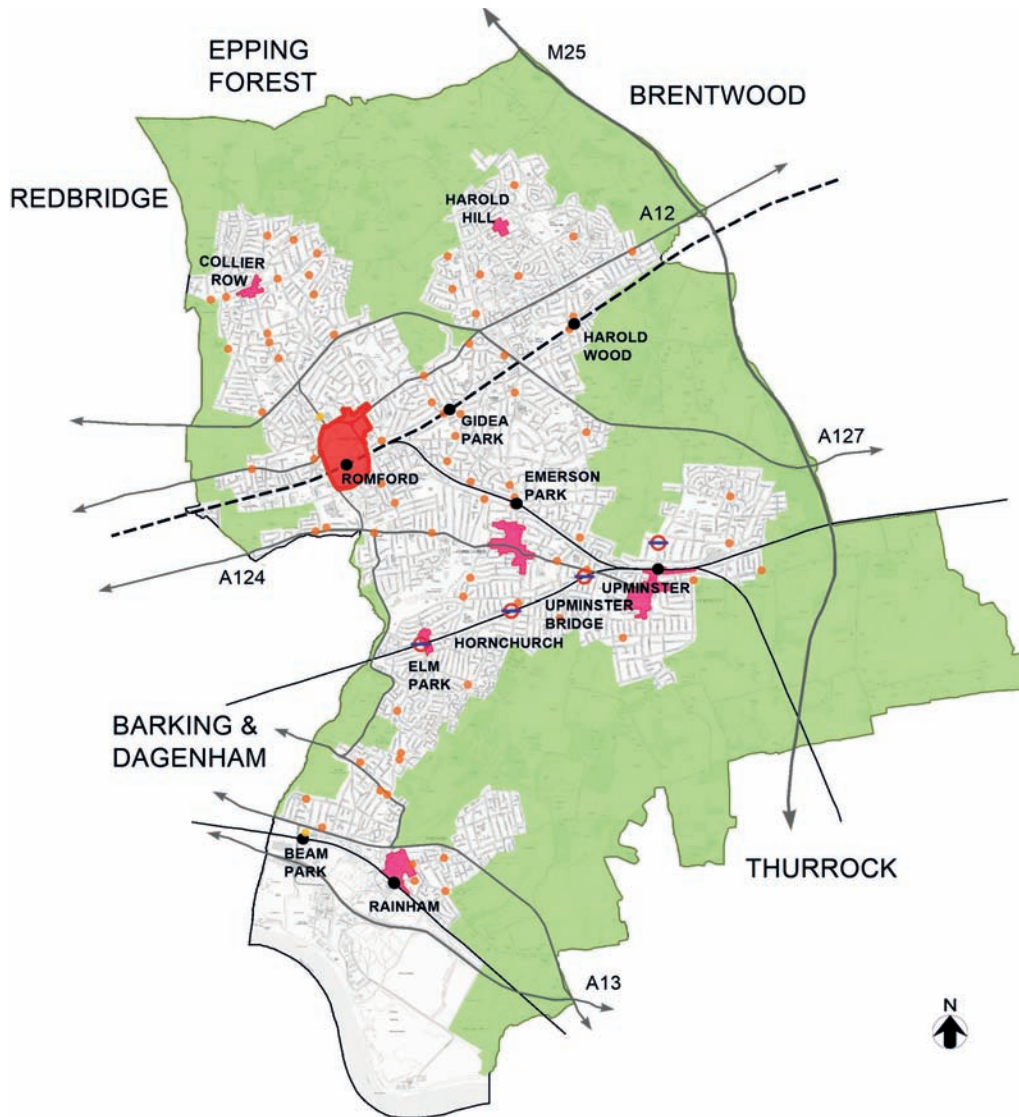 EPPING
FOREST
M25
BRENTWOOD
REDBRIDGE
HAROLD
HILL
A12
COLLIER
ROW
HAROLD
WOOD
GIDEA
PARK
A127
ROMFORD
EMERSON
PARK
A124
UPMINSTER
UPMINSTER
BRIDGE
HORNCHURCH
ELM
PARK
BARKING &
DAGENHAM
BEAM
PARK
THURROCK
RAINHAM
A13
N